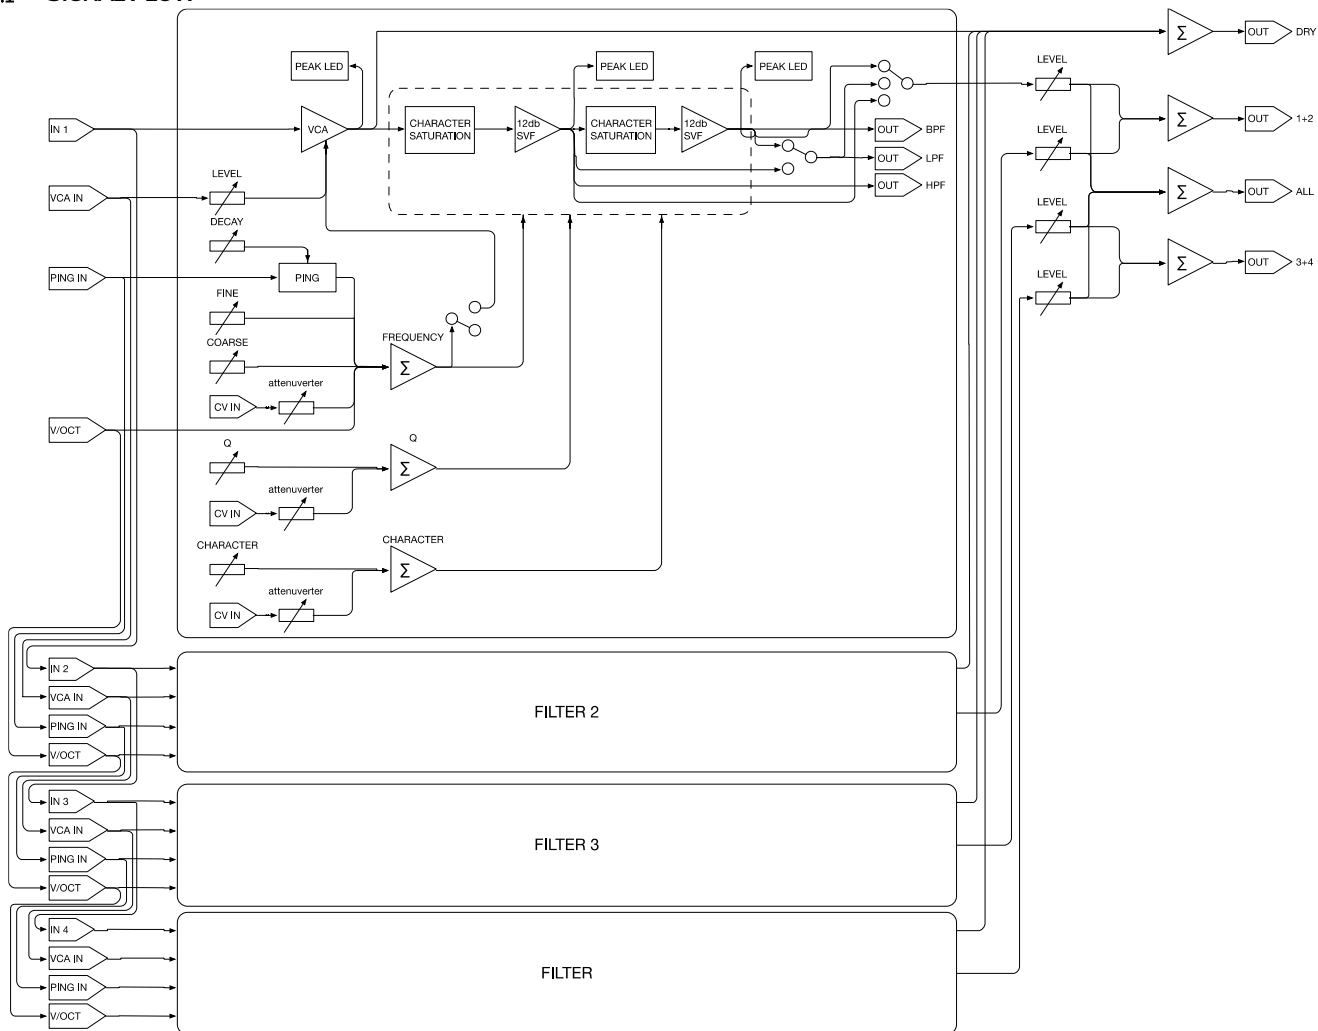 DRY
OUT
Σ
PEAK LED
PEAK LED
PEAK LED
LEVEL
IN 1
VCA
CHARACTER
SATURATION
12db
SVF
CHARACTER
SATURATION
12db
SVF
OUT
BPF
Σ
OUT
1+2
LEVEL
OUT
LPF
LEVEL
VCA IN
OUT
HPF
LEVEL
Σ
OUT
ALL
DECAY
PING IN
PING
LEVEL
Σ
OUT
3+4
FINE
COARSE
FREQUENCY
Σ
attenuverter
CV IN
V/OCT
Q
Q
Σ
attenuverter
CV IN
CHARACTER
CHARACTER
Σ
attenuverter
CV IN
IN 2
VCA IN
PING IN
V/OCT
FILTER 2
IN 3
VCA IN
PING IN
V/OCT
FILTER 3
IN 4
VCA IN
PING IN
V/OCT
FILTER